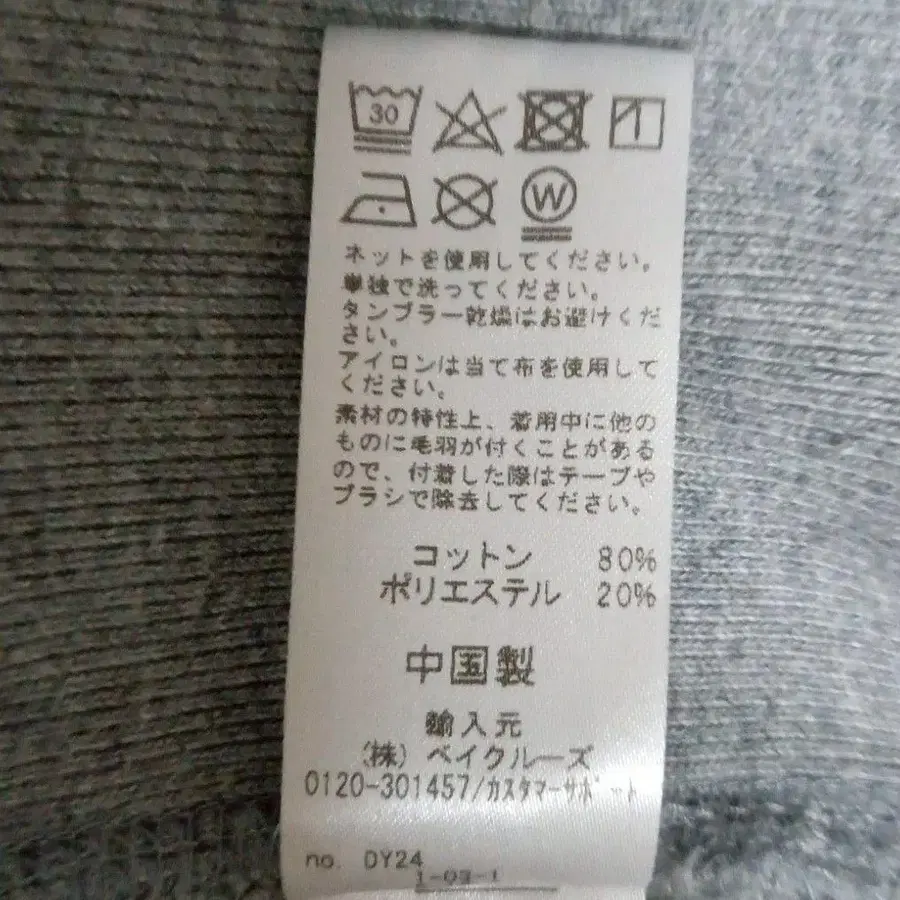 30
W
ネットを使用してください。
単独で洗ってください。
タンブラー乾燥はお避けくだ
さい。
アイロンは当て布を使用して
ください。
素材の特性上、着用中に他の
ものに毛羽が付くことがある
ので、付着した際はテープや
ブラシで除去してください。
コットン 80%
ポリエステル 20%
中国製
輸入元
(株) ベイクルーズ
0120-301457/カスタマーサポート
no. DY24
1-03-1